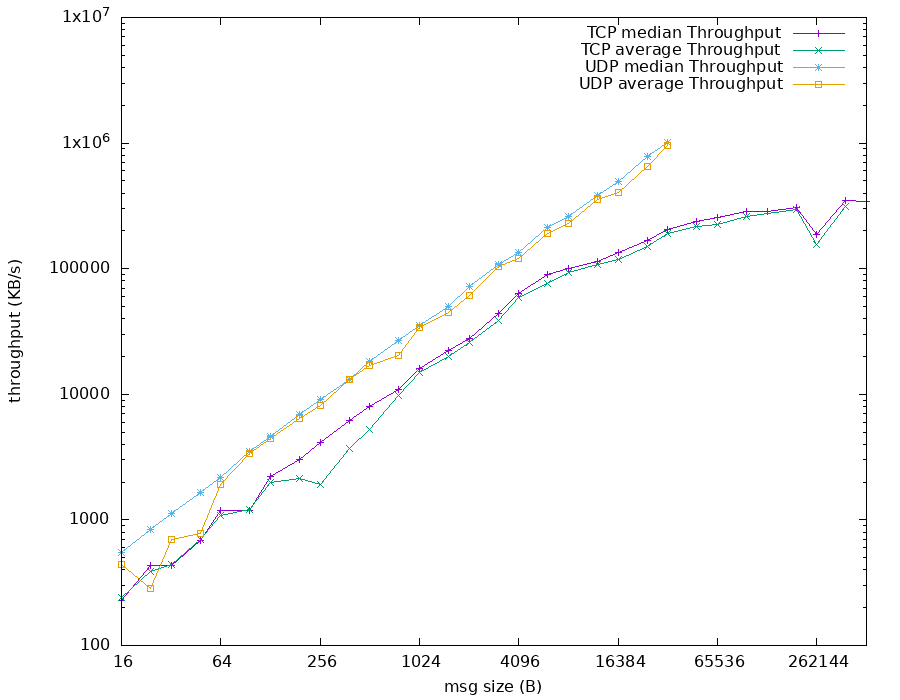 1x10^7
1x10^6
100000
10000
1000
100
throughput (KB/s)
TCP median Throughput
TCP average Throughput
UDP median Throughput
UDP average Throughput
16 64 256 1024 4096 16384 65536 262144
msg size (B)